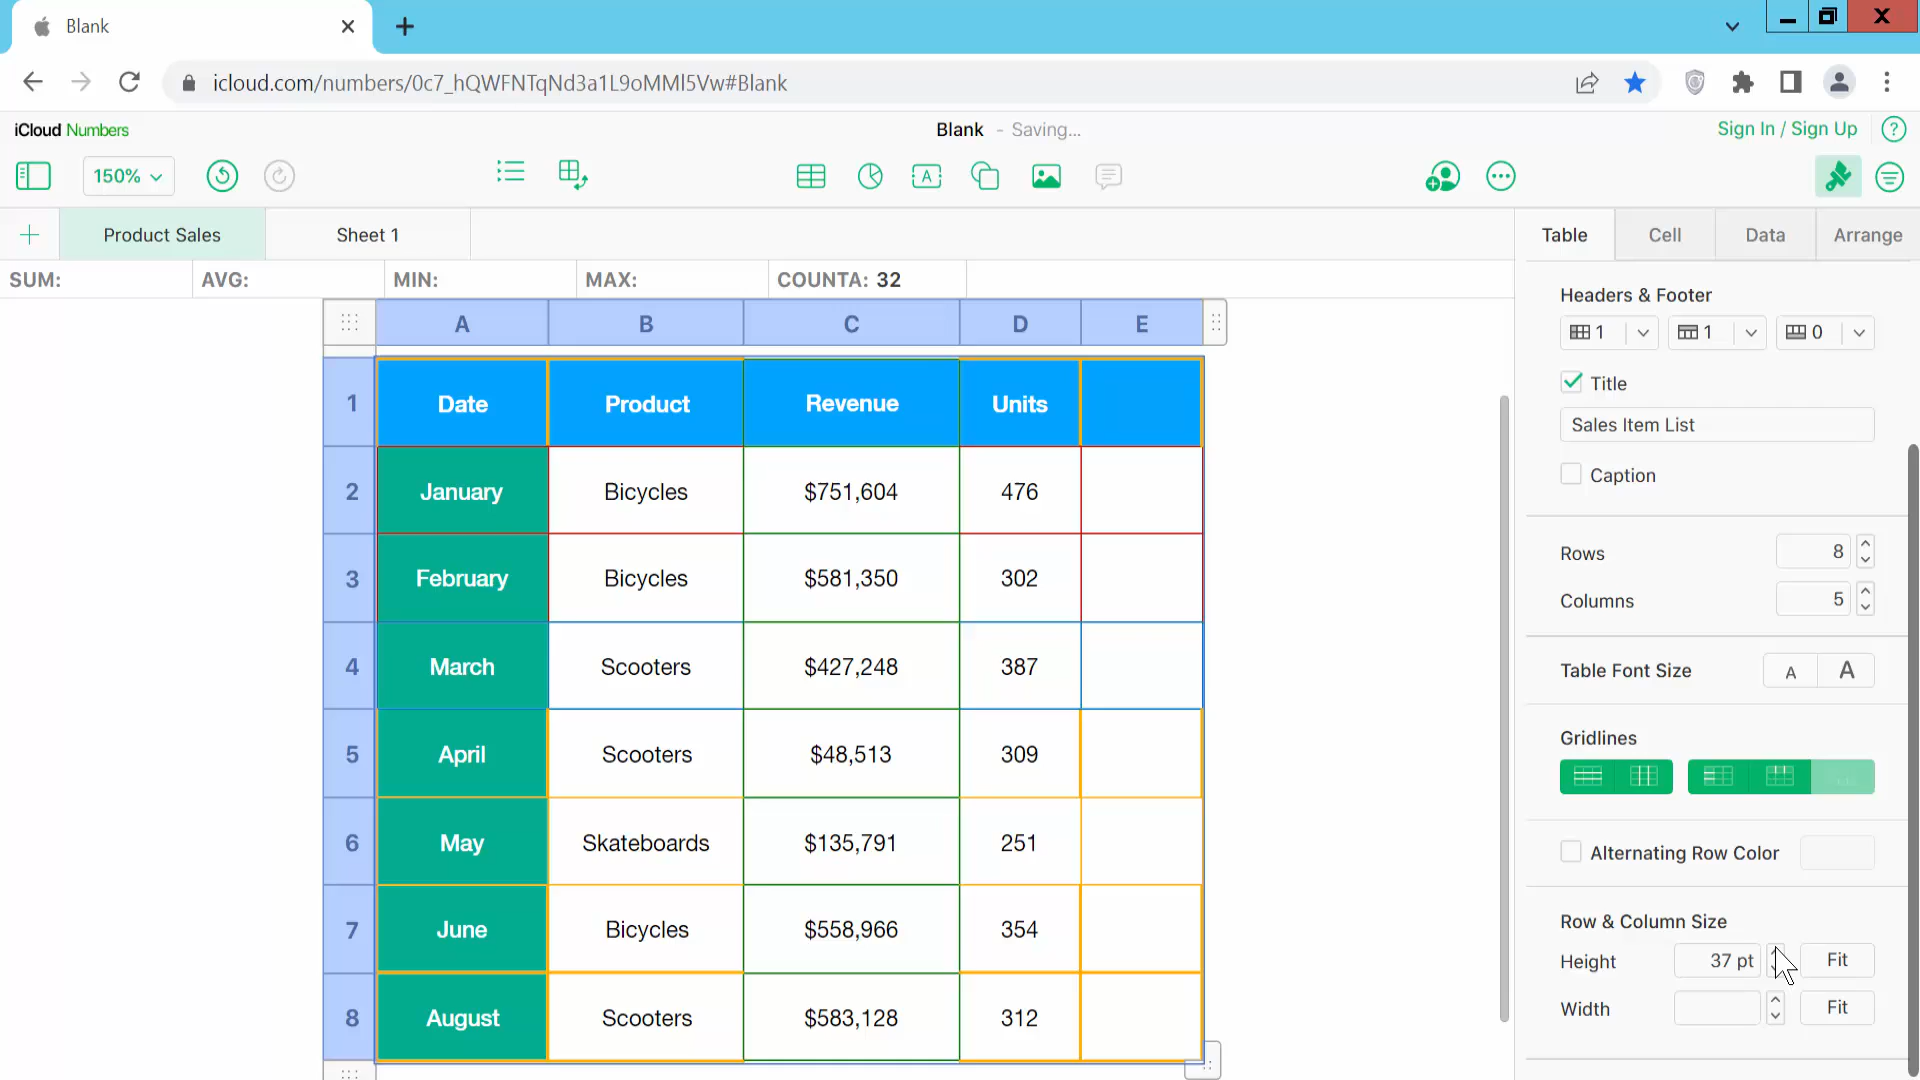 Blank
icloud.com/numbers/0c7_hQWFNTqNd3a1L9oMMl5Vw#Blank
iCloud Numbers
Blank - Saving...
Sign In / Sign Up ?
150%
A
Product Sales
Sheet 1
Table
Cell
Data
Arrange
SUM:
AVG:
MIN:
MAX:
COUNTA: 32
A B C D E
1 Date Product Revenue Units
2 January Bicycles $751,604 476
3 February Bicycles $581,350 302
4 March Scooters $427,248 387
5 April Scooters $48,513 309
6 May Skateboards $135,791 251
7 June Bicycles $558,966 354
8 August Scooters $583,128 312
Headers & Footer
1 1 0
Title
Sales Item List
Caption
Rows 8
Columns 5
Table Font Size A A
Gridlines
Alternating Row Color
Row & Column Size
Height 37 pt Fit
Width Fit